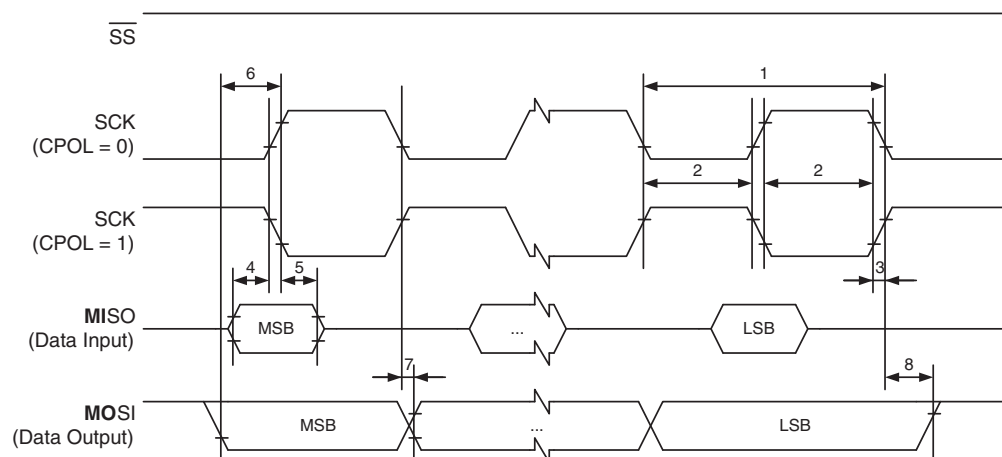 SS
6
1
SCK
(CPOL = 0)
2
2
SCK
(CPOL = 1)
4
5
3
MISO
(Data Input)
MSB
...
LSB
7
8
MOSI
(Data Output)
MSB
...
LSB